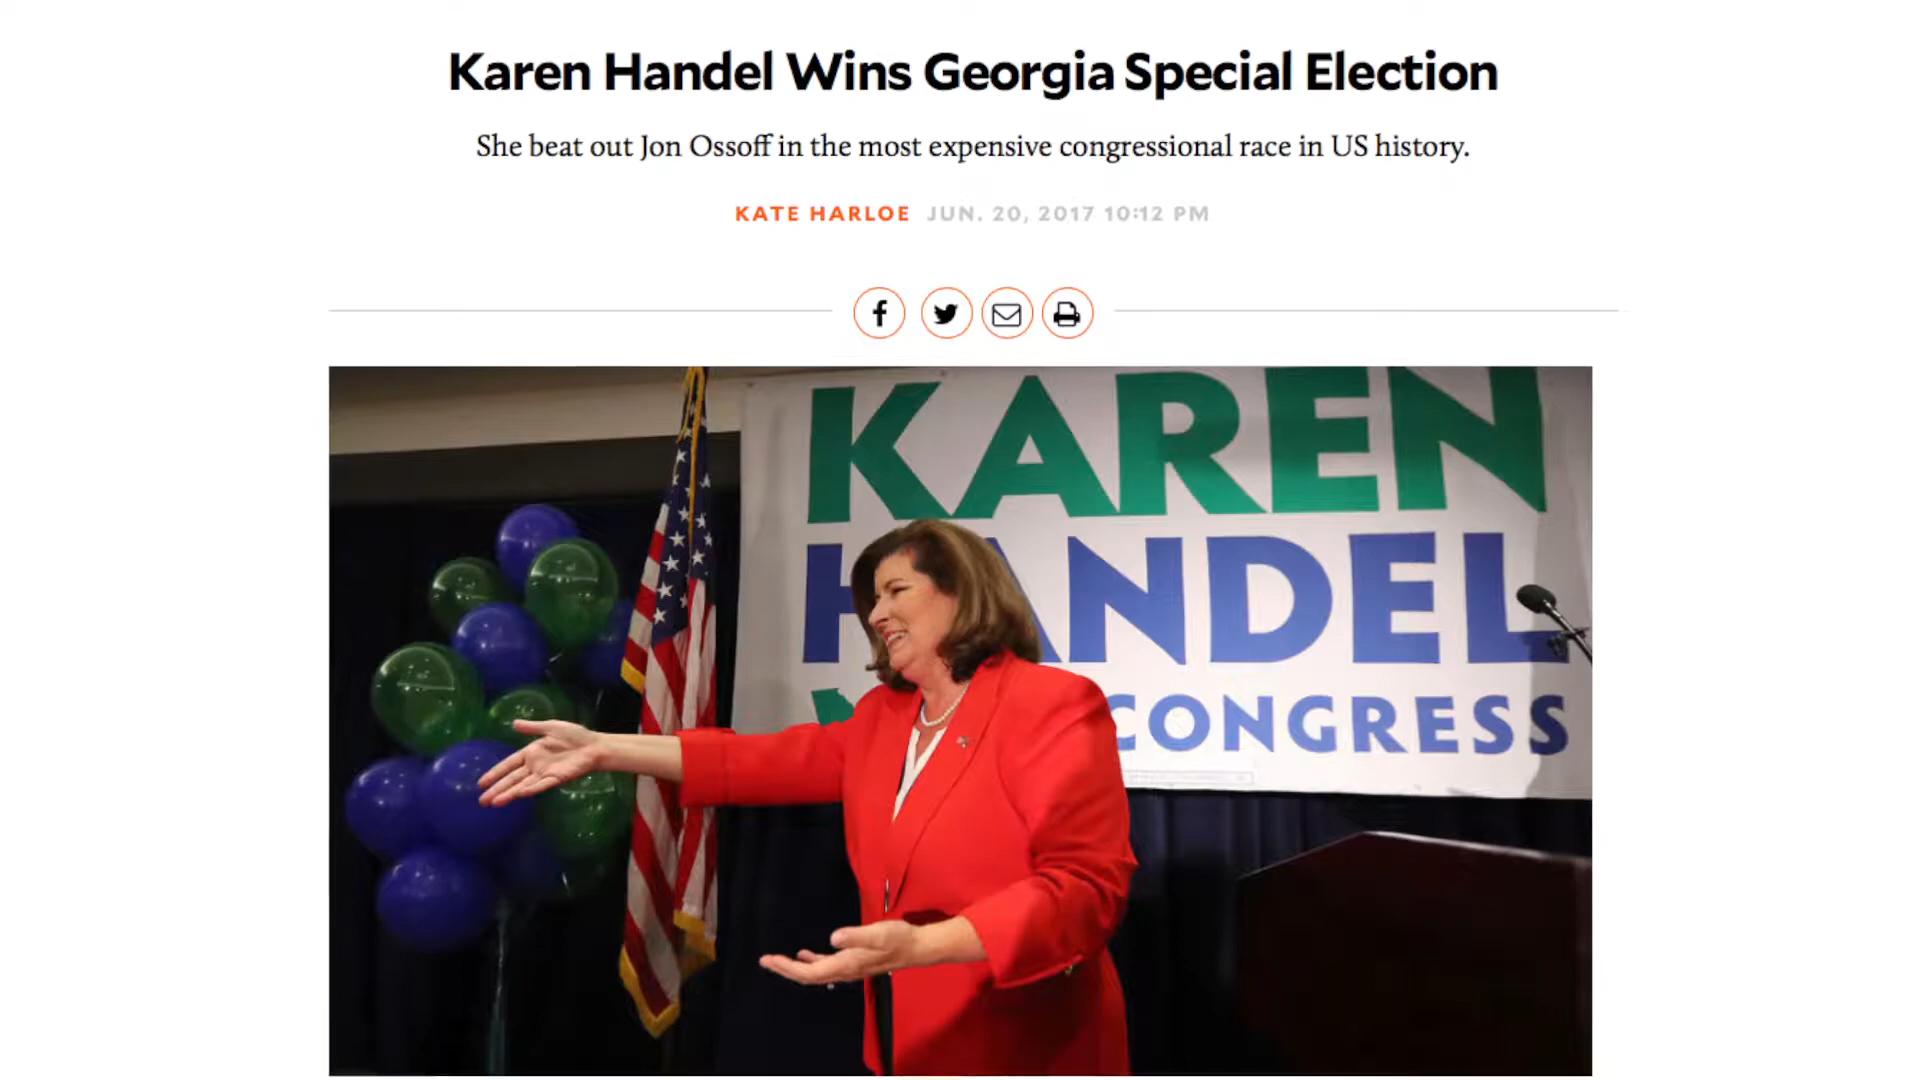 Karen Handel Wins Georgia Special Election
She beat out Jon Ossoff in the most expensive congressional race in US history.
KATE HARLOE JUN. 20, 2017 10:12 PM
KAREN
HANDEL
CONGRESS